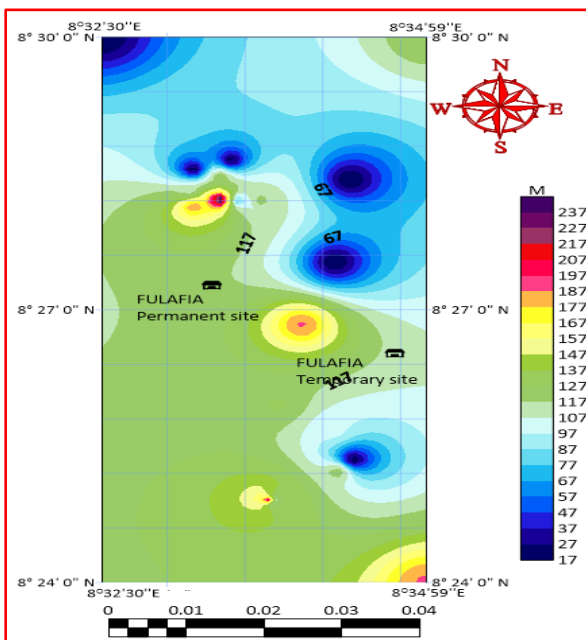 8°32'30" E
8°34'59" E
8° 30' 0" N
8° 30' 0" N
N
W
E
S
M
237
227
217
207
197
187
177
167
157
147
137
127
117
107
97
87
77
67
57
47
37
27
17
67
67
117
FULAFIA
Permanent site
8° 27' 0" N
8° 27' 0" N
FULAFIA
Temporary site
117
8° 24' 0" N
8° 24' 0" N
8°32'30" E
8°34'59" E
0
0.01
0.02
0.03
0.04